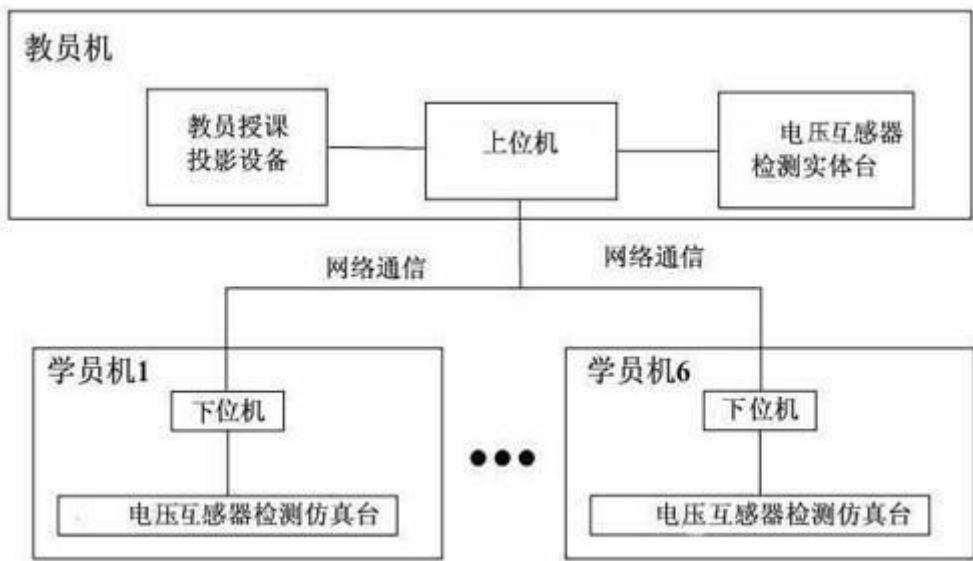 教员机
教员授课
投影设备
上位机
电压互感器
检测实体台
网络通信
网络通信
学员机1
下位机
电压互感器检测仿真台
学员机6
下位机
电压互感器检测仿真台